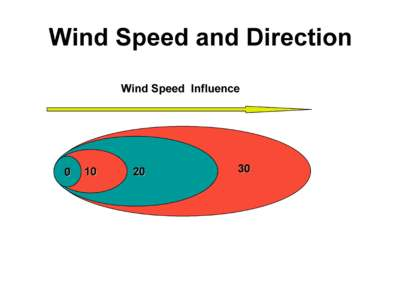 Wind Speed and Direction
Wind Speed Influence
0 10 20 30